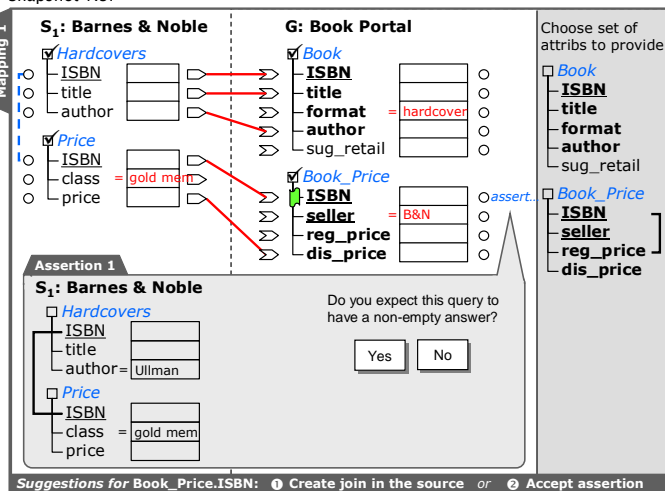 Mapping 1
S1: Barnes & Noble
Hardcovers
ISBN
title
author
Price
ISBN
class = gold mem
price
G: Book Portal
Book
ISBN
title
format = hardcover
author
sug_retail
Book_Price
ISBN assert...
seller = B&N
reg_price
dis_price
Choose set of
attribs to provide
Book
ISBN
title
format
author
sug_retail
Book_Price
ISBN
seller
reg_price
dis_price
Assertion 1
S1: Barnes & Noble
Hardcovers
ISBN
title
author = Ullman
Price
ISBN
class = gold mem
price
Do you expect this query to
have a non-empty answer?
Yes No
Suggestions for Book_Price.ISBN: 1 Create join in the source or 2 Accept assertion